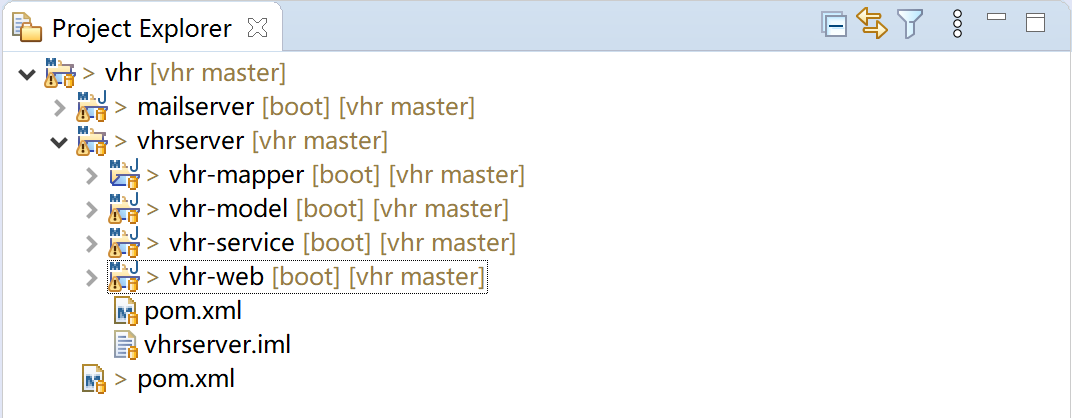 Project Explorer
> vhr [vhr master]
> mailserver [boot] [vhr master]
> vhrserver [vhr master]
> vhr-mapper [boot] [vhr master]
> vhr-model [boot] [vhr master]
> vhr-service [boot] [vhr master]
> vhr-web [boot] [vhr master]
pom.xml
vhrserver.iml
> pom.xml